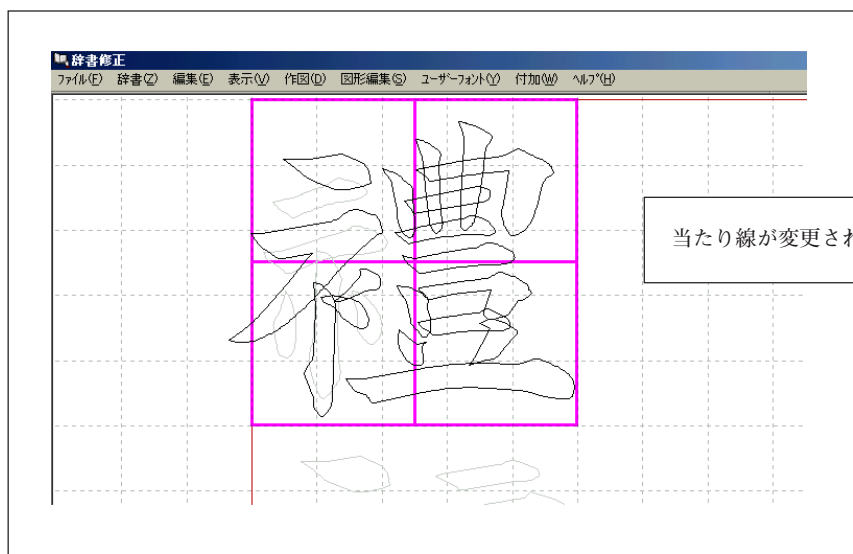 辞書修正
ファイル(F) 辞書(Z) 編集(E) 表示(V) 作図(D) 図形編集(S) ユーザーフォント(Y) 付加(W) ヘルプ(H)
禮
当たり線が変更され